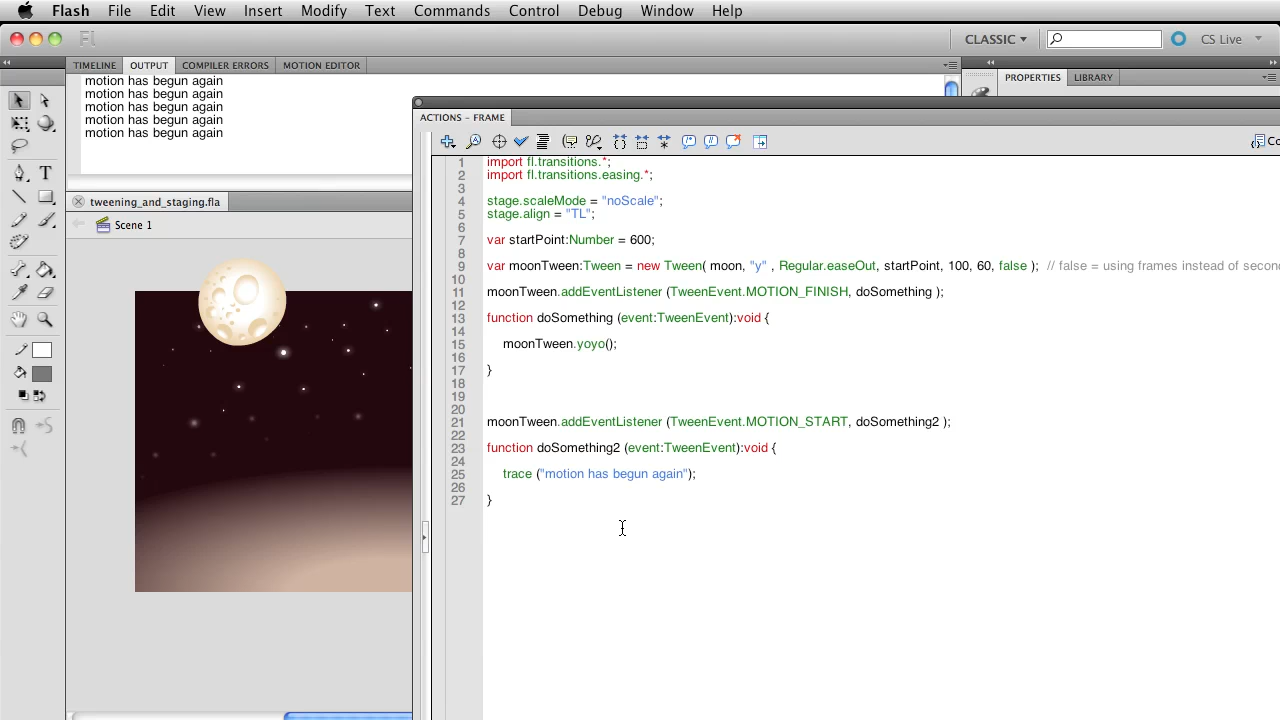 Flash File Edit View Insert Modify Text Commands Control Debug Window Help
Fl CLASSIC CS Live
TIMELINE OUTPUT COMPILER ERRORS MOTION EDITOR
PROPERTIES LIBRARY
motion has begun again
motion has begun again
motion has begun again
motion has begun again
motion has begun again
tweening_and_staging.fla
Scene 1
ACTIONS - FRAME
Co
1 import fl.transitions.*;
2 import fl.transitions.easing.*;
3
4 stage.scaleMode = "noScale";
5 stage.align = "TL";
6
7 var startPoint:Number = 600;
8
9 var moonTween:Tween = new Tween( moon, "y" , Regular.easeOut, startPoint, 100, 60, false );  // false = using frames instead of secon
10
11 moonTween.addEventListener (TweenEvent.MOTION_FINISH, doSomething );
12
13 function doSomething (event:TweenEvent):void {
14
15 moonTween.yoyo();
16
17 }
18
19
20
21 moonTween.addEventListener (TweenEvent.MOTION_START, doSomething2 );
22
23 function doSomething2 (event:TweenEvent):void {
24
25 trace ("motion has begun again");
26
27 }